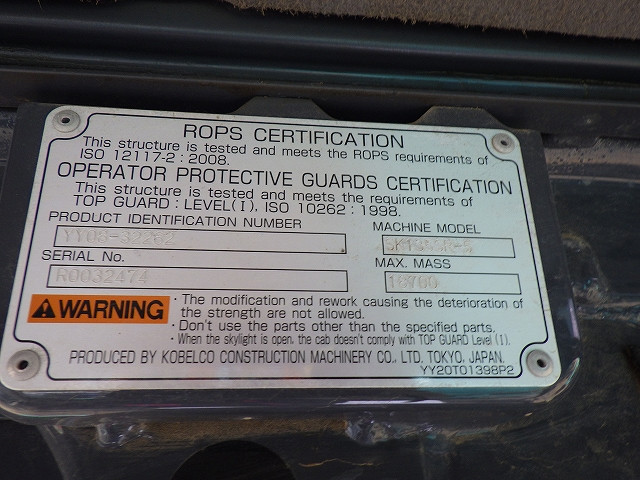 ROPS CERTIFICATION
This structure is tested and meets the ROPS requirements of
ISO 12117-2 : 2008.
OPERATOR PROTECTIVE GUARDS CERTIFICATION
This structure is tested and meets the requirements of
TOP GUARD : LEVEL(I), ISO 10262 : 1998.
PRODUCT IDENTIFICATION NUMBER
MACHINE MODEL
SERIAL No.
R0032474
MAX. MASS
WARNING
· The modification and rework causing the deterioration of
the strength are not allowed.
· Don't use the parts other than the specified parts.
· When the skylight is open, the cab doesn't comply with TOP GUARD Level (I).
PRODUCED BY KOBELCO CONSTRUCTION MACHINERY CO., LTD. TOKYO, JAPAN.
YY20T01398P2